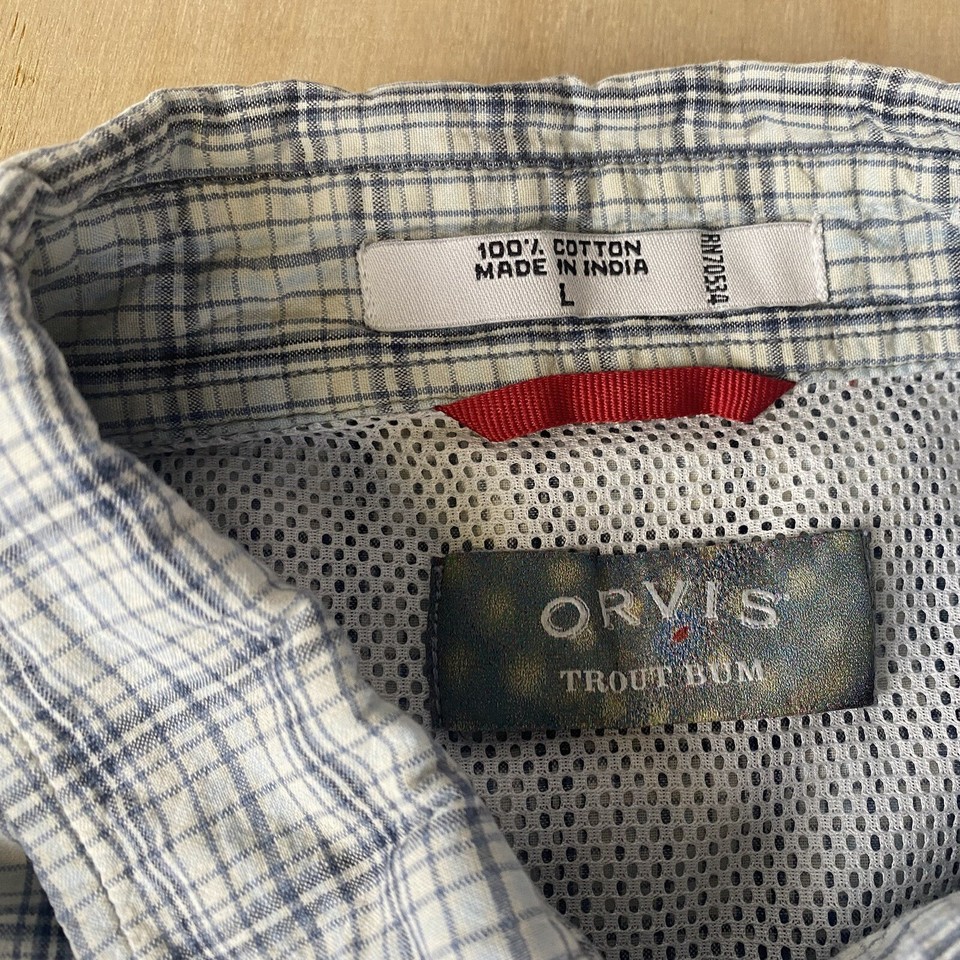 100% COTTON
MADE IN INDIA
L
RN70534
ORVIS
TROUT BUM